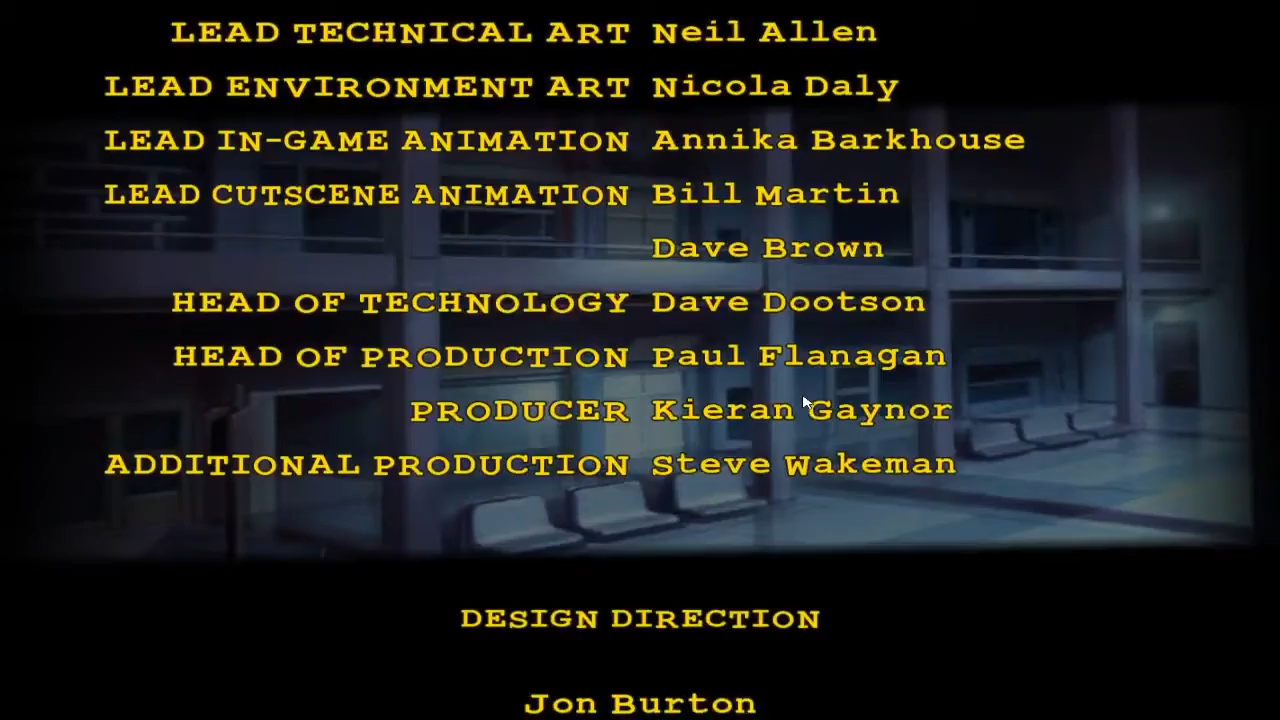 LEAD TECHNICAL ART Neil Allen
LEAD ENVIRONMENT ART Nicola Daly
LEAD IN-GAME ANIMATION Annika Barkhouse
LEAD CUTSCENE ANIMATION Bill Martin
Dave Brown
HEAD OF TECHNOLOGY Dave Dootson
HEAD OF PRODUCTION Paul Flanagan
PRODUCER Kieran Gaynor
ADDITIONAL PRODUCTION Steve Wakeman
DESIGN DIRECTION
Jon Burton